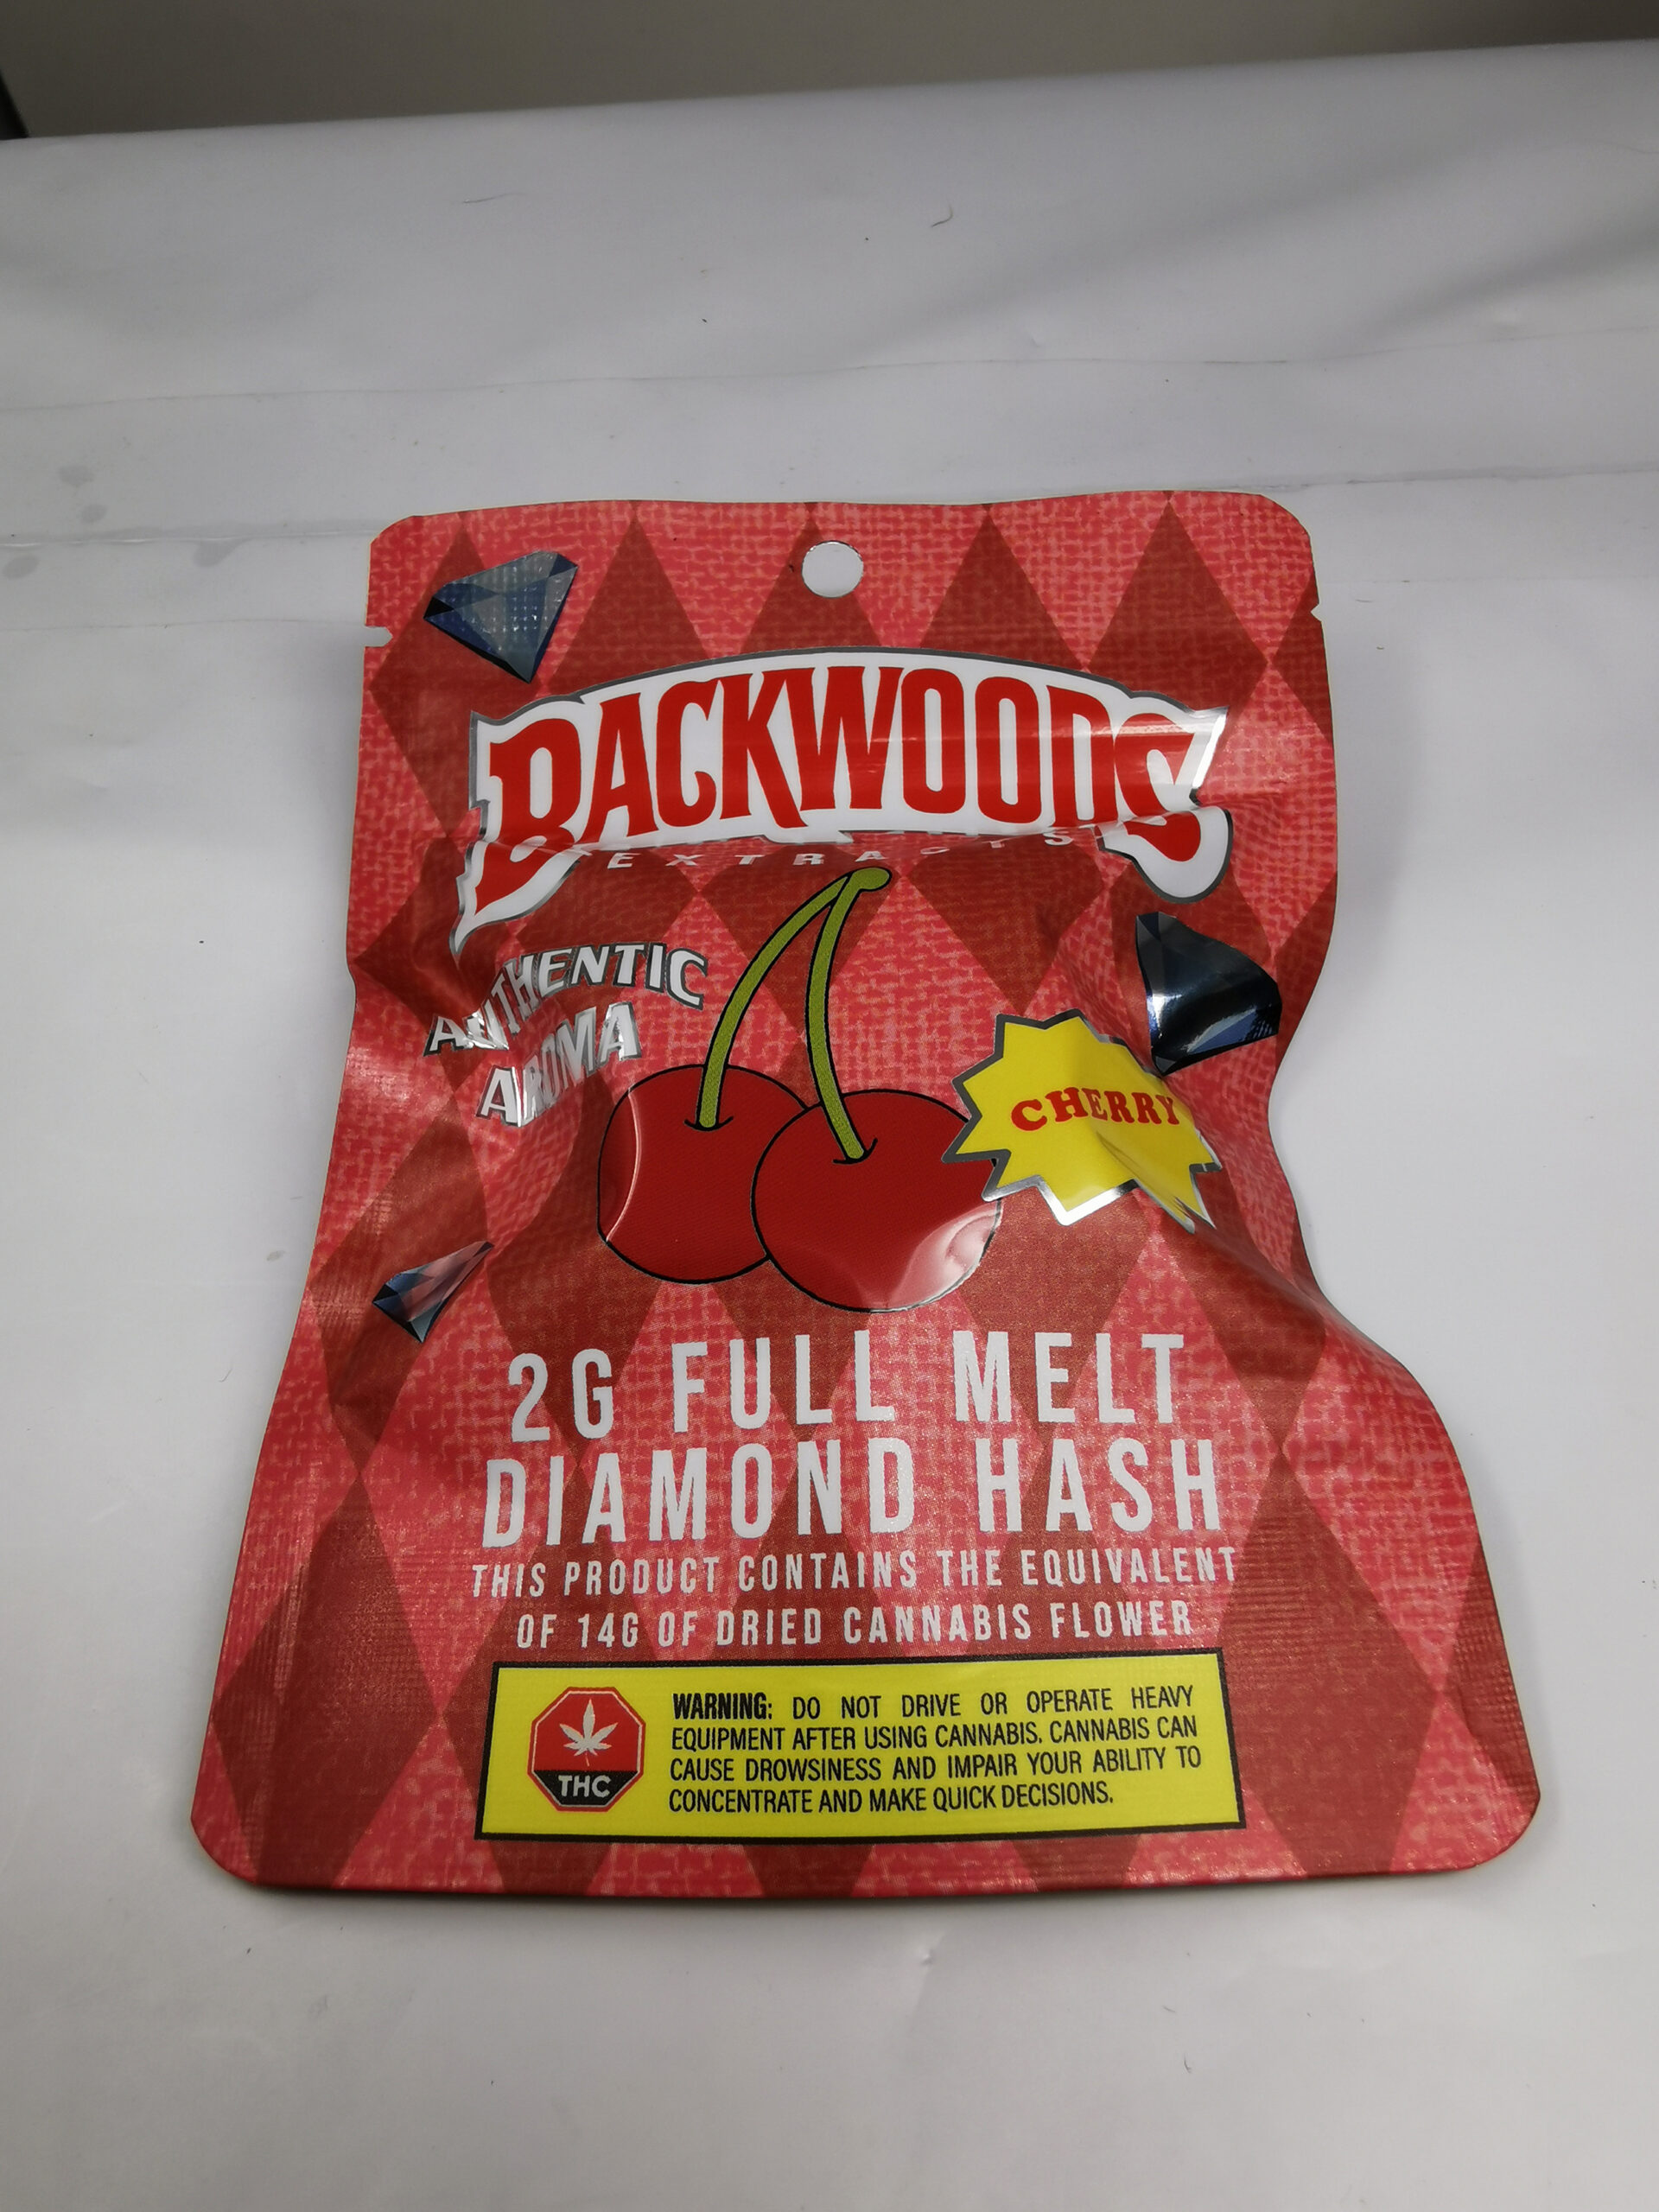 BACKWOODS
EXTRACTS
AUTHENTIC
AROMA
CHERRY
2G FULL MELT
DIAMOND HASH
THIS PRODUCT CONTAINS THE EQUIVALENT
OF 14G OF DRIED CANNABIS FLOWER
WARNING: DO NOT DRIVE OR OPERATE HEAVY
EQUIPMENT AFTER USING CANNABIS. CANNABIS CAN
CAUSE DROWSINESS AND IMPAIR YOUR ABILITY TO
CONCENTRATE AND MAKE QUICK DECISIONS.
THC